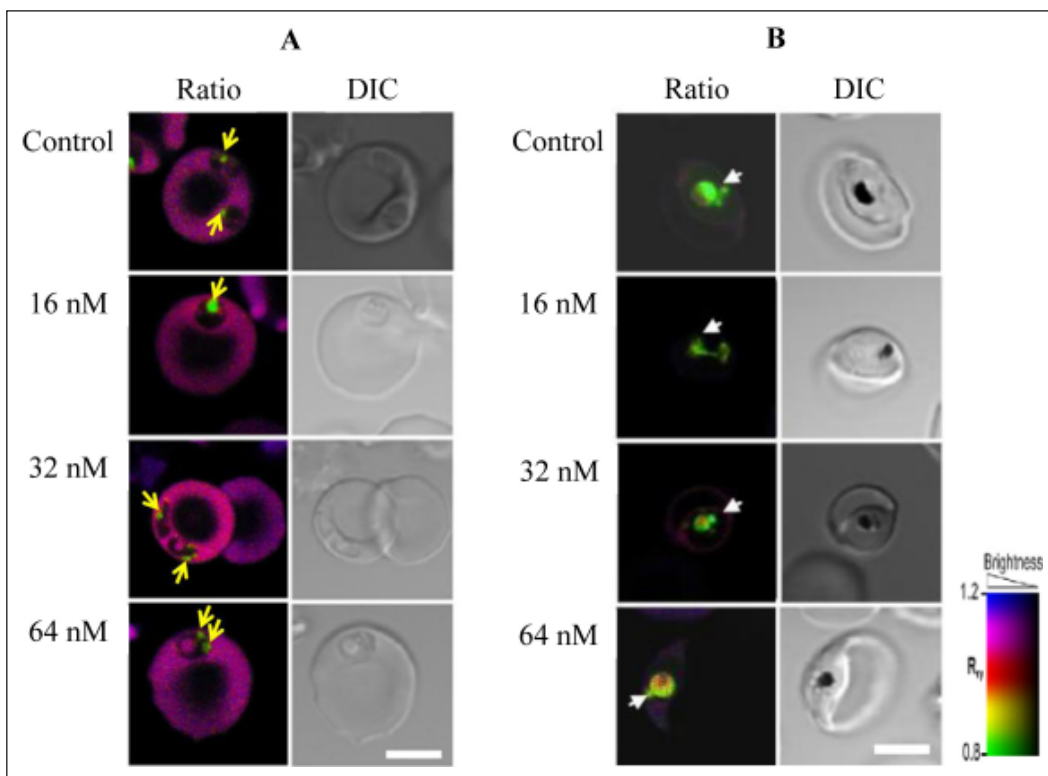 A
B
Ratio DIC
Ratio DIC
Control
Control
16 nM
16 nM
32 nM
32 nM
64 nM
64 nM
Brightness
1.2
0.8